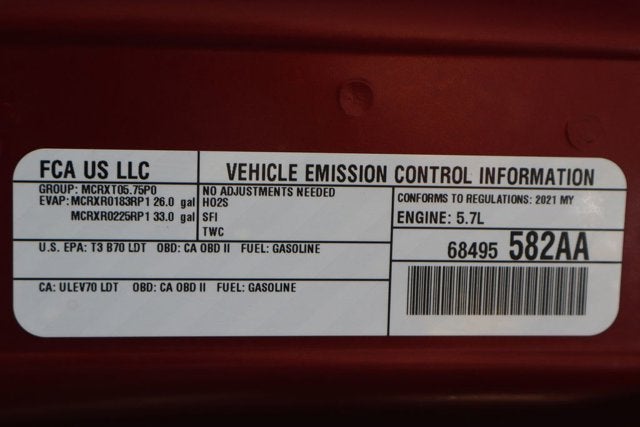 FCA US LLC
VEHICLE EMISSION CONTROL INFORMATION
GROUP: MCRXT05.75P0
EVAP: MCRXR0183RP1 26.0 gal
MCRXR0225RP1 33.0 gal
NO ADJUSTMENTS NEEDED
HO2S
SFI
TWC
CONFORMS TO REGULATIONS: 2021 MY
ENGINE: 5.7L
U.S. EPA: T3 B70 LDT OBD: CA OBD II FUEL: GASOLINE
68495 582AA
CA: ULEV70 LDT OBD: CA OBD II FUEL: GASOLINE